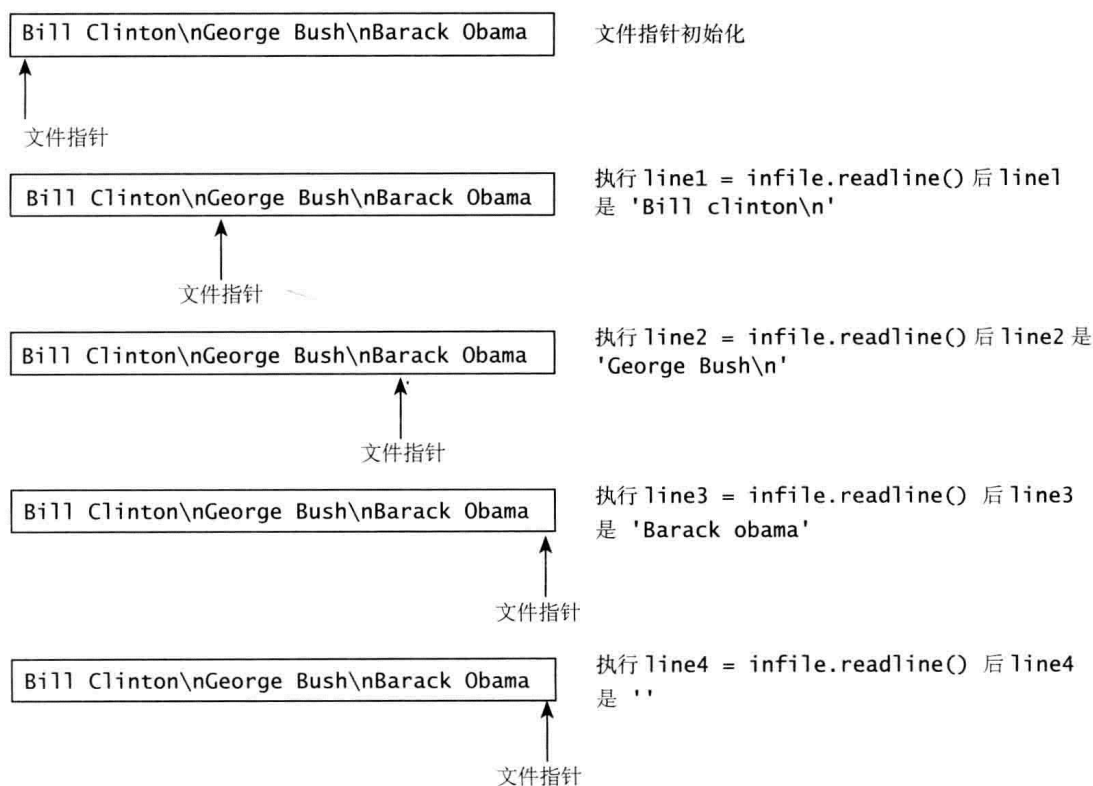 Bill Clinton\nGeorge Bush\nBarack Obama
文件指针初始化
文件指针
Bill Clinton\nGeorge Bush\nBarack Obama
执行 line1 = infile.readline() 后 linel
是 'Bill clinton\n'
文件指针
Bill Clinton\nGeorge Bush\nBarack Obama
执行 line2 = infile.readline() 后 line2 是
'George Bush\n'
文件指针
Bill Clinton\nGeorge Bush\nBarack Obama
执行 line3 = infile.readline() 后 line3
是 'Barack obama'
文件指针
Bill Clinton\nGeorge Bush\nBarack Obama
执行 line4 = infile.readline() 后 line4
是 ''
文件指针